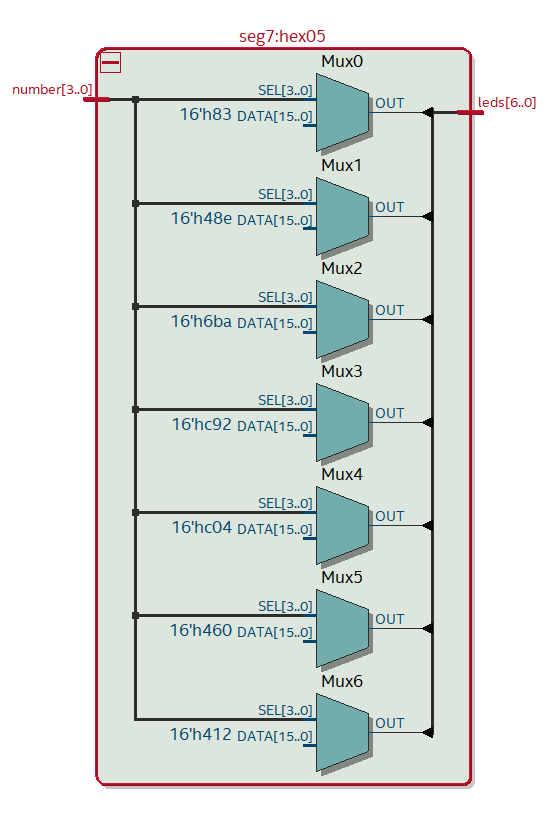 seg7:hex05
number[3..0]
leds[6..0]
Mux0
SEL[3..0]
OUT
16'h83 DATA[15..0]
Mux1
SEL[3..0]
OUT
16'h48e DATA[15..0]
Mux2
SEL[3..0]
OUT
16'h6ba DATA[15..0]
Mux3
SEL[3..0]
OUT
16'hc92 DATA[15..0]
Mux4
SEL[3..0]
OUT
16'hc04 DATA[15..0]
Mux5
SEL[3..0]
OUT
16'h460 DATA[15..0]
Mux6
SEL[3..0]
OUT
16'h412 DATA[15..0]